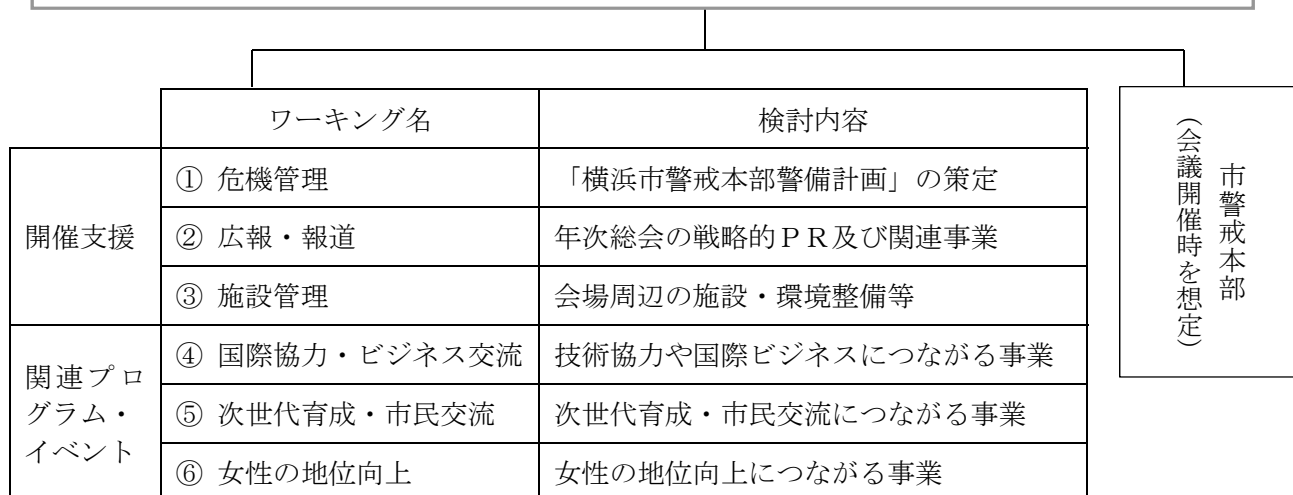 ワーキング名 検討内容
開催支援
① 危機管理 「横浜市警戒本部警備計画」の策定
② 広報・報道 年次総会の戦略的ＰＲ及び関連事業
③ 施設管理 会場周辺の施設・環境整備等
関連プロ
グラム・
イベント
④ 国際協力・ビジネス交流 技術協力や国際ビジネスにつながる事業
⑤ 次世代育成・市民交流 次世代育成・市民交流につながる事業
⑥ 女性の地位向上 女性の地位向上につながる事業
市警戒本部
（会議開催時を想定）